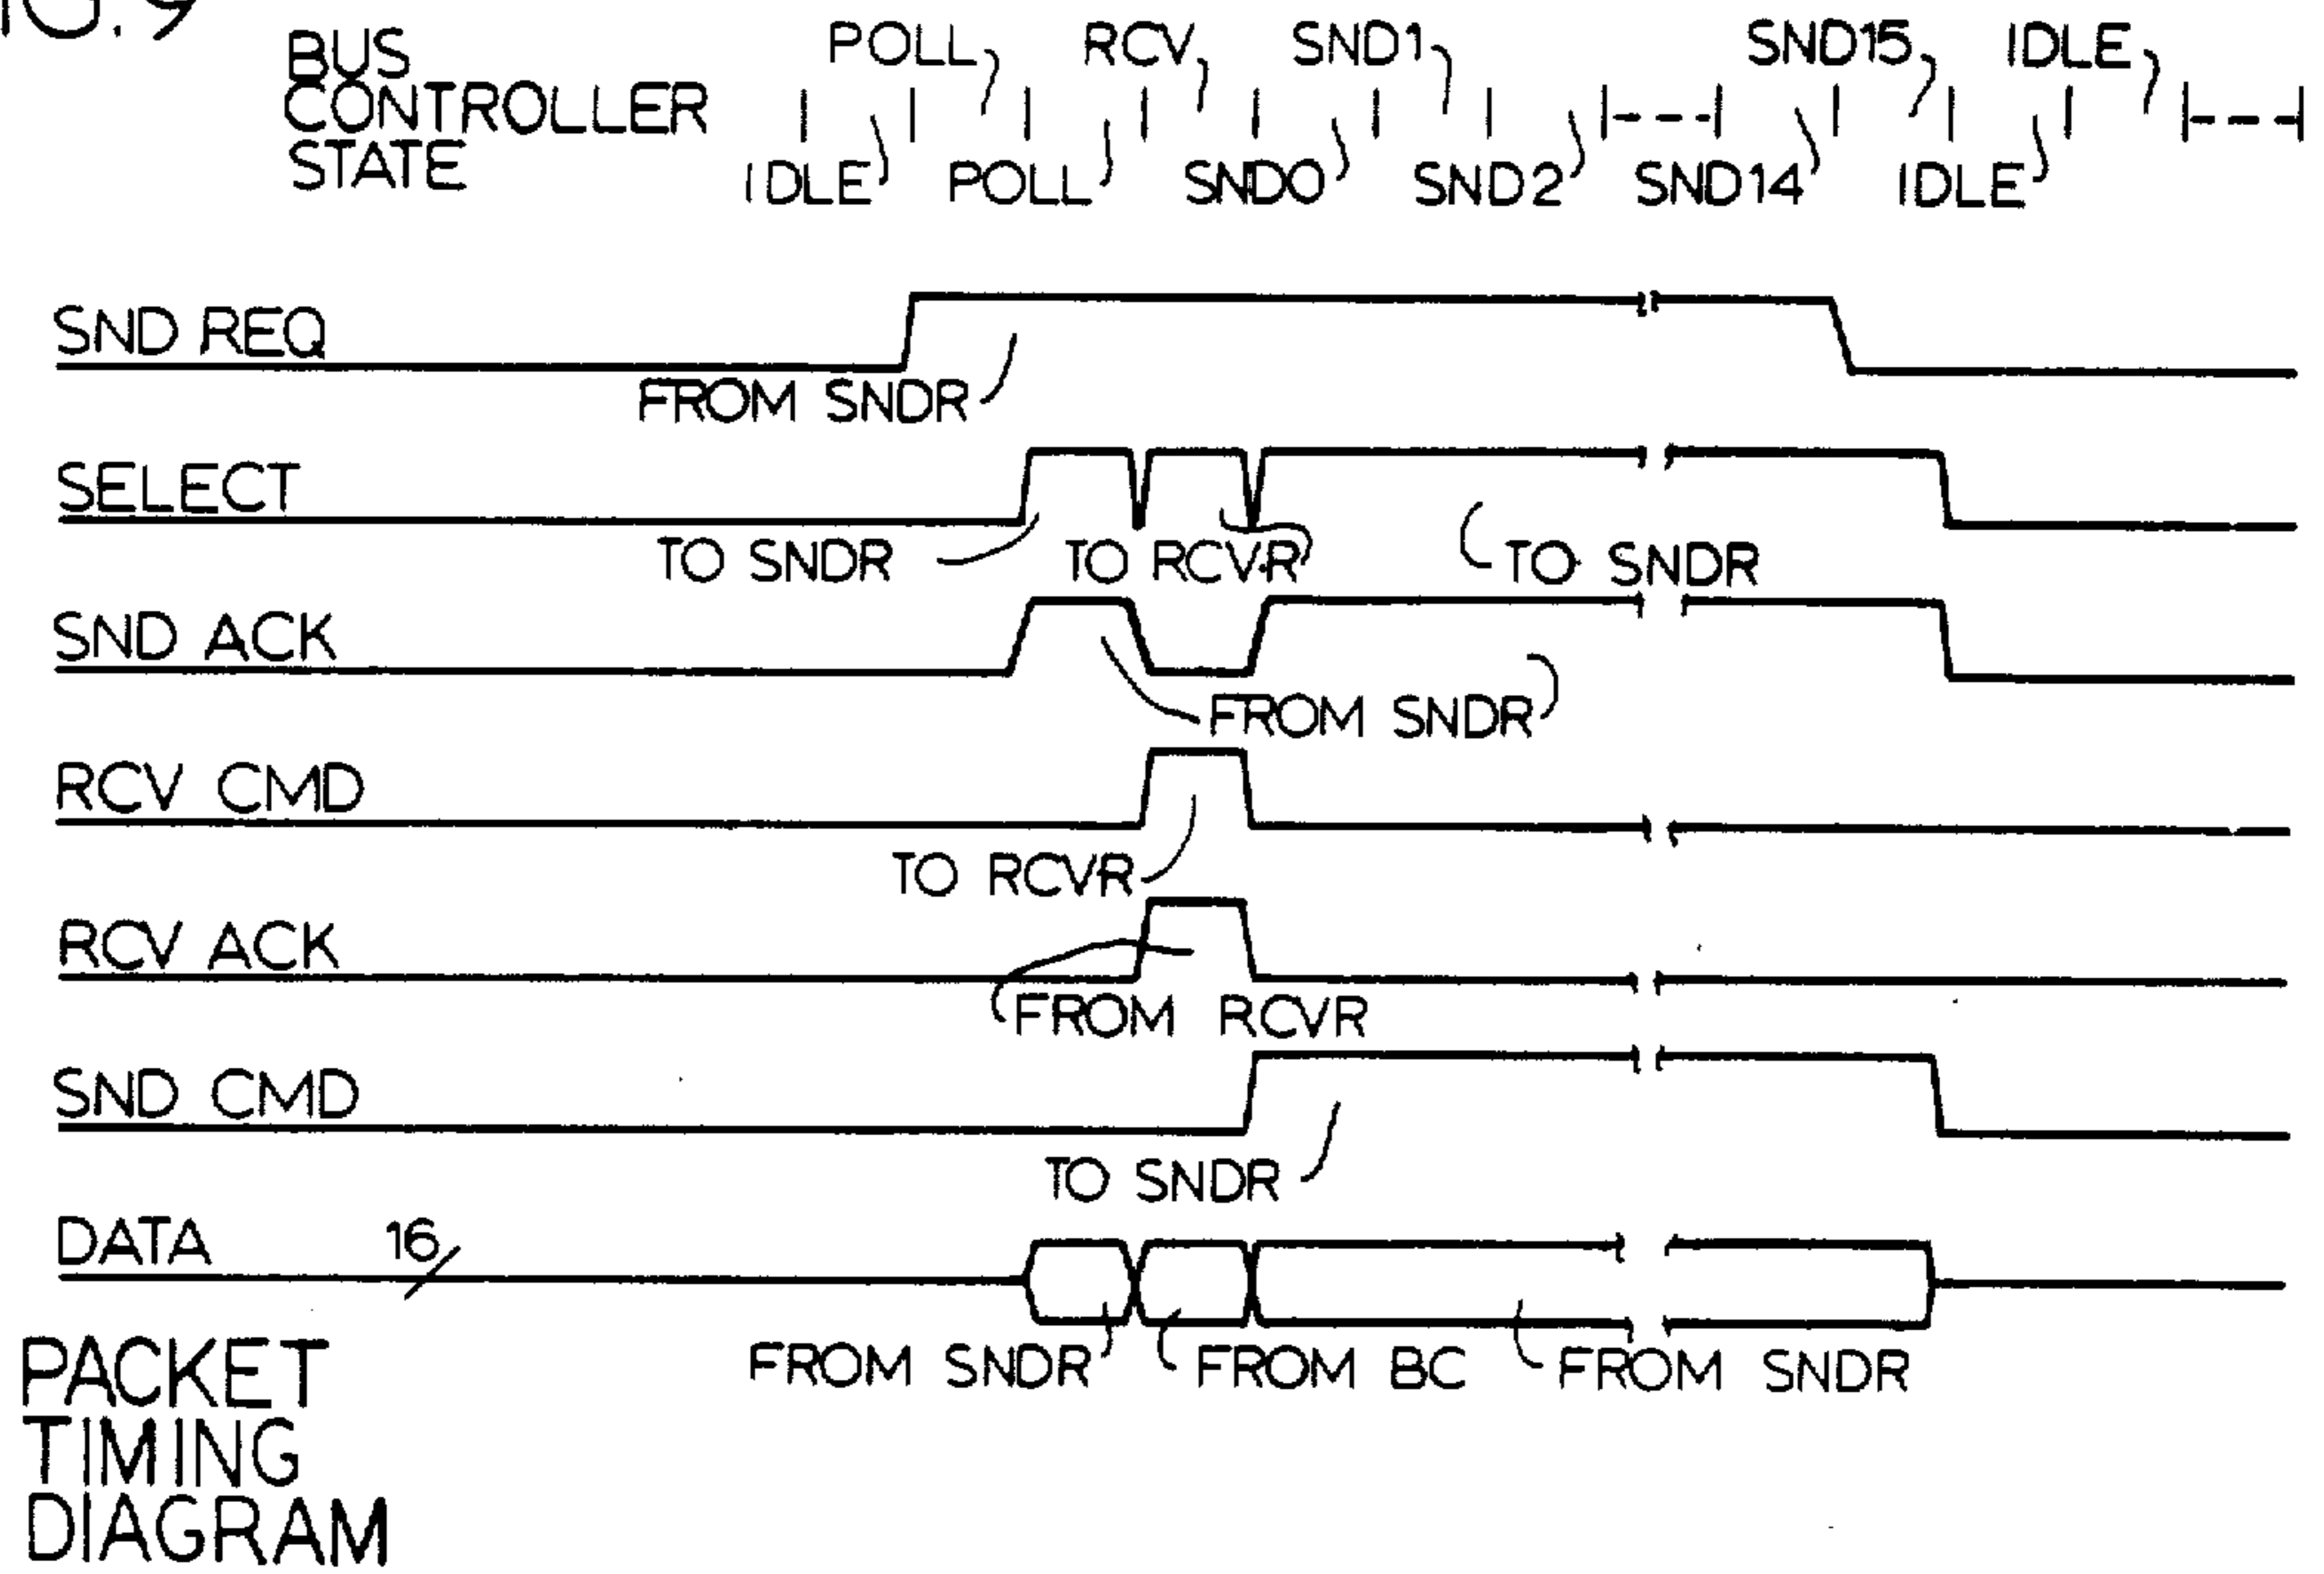 BUS
CONTROLLER
STATE
POLL
RCV
SND1
SND15
IDLE
IDLE
POLL
SND0
SND2
SND14
IDLE
SND REQ
FROM SNDR
SELECT
TO SNDR
TO RCVR
TO SNDR
SND ACK
FROM SNDR
RCV CMD
TO RCVR
RCV ACK
FROM RCVR
SND CMD
TO SNDR
DATA
16
FROM SNDR
FROM BC
FROM SNDR
PACKET
TIMING
DIAGRAM